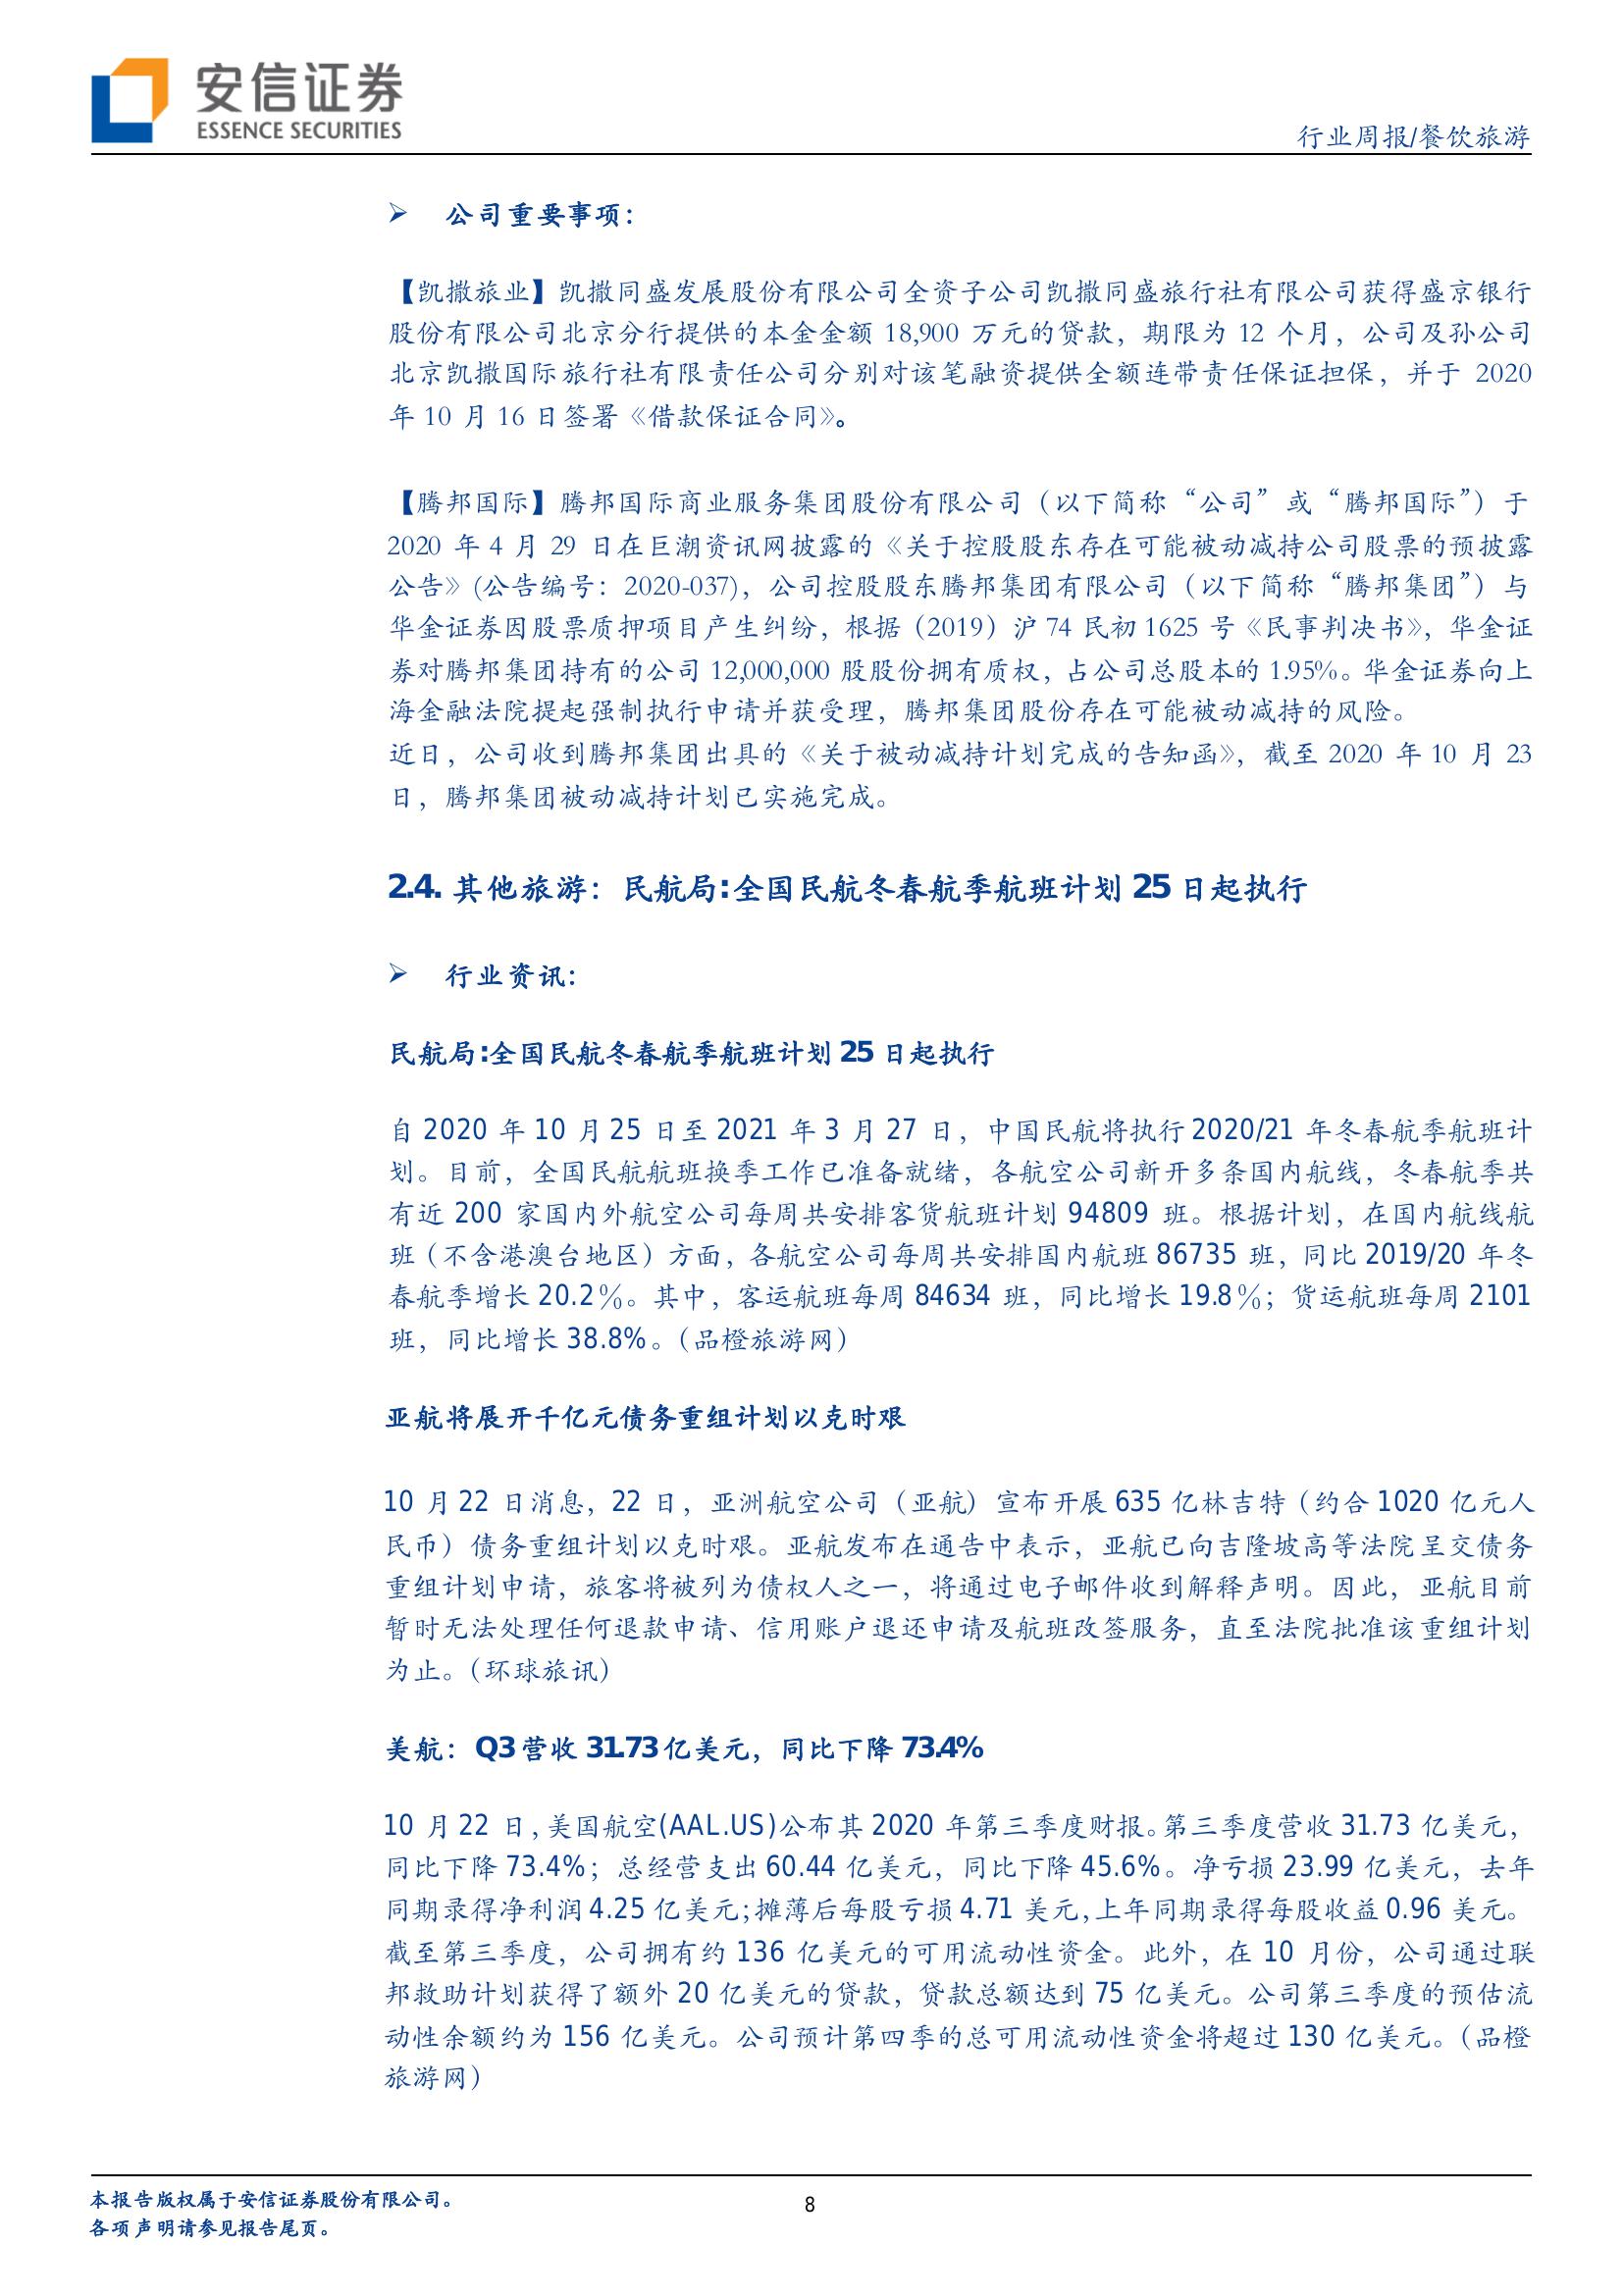 安信证券
ESSENCE SECURITIES
行业周报/餐饮旅游
➢ 公司重要事项：
【凯撒旅业】凯撒同盛发展股份有限公司全资子公司凯撒同盛旅行社有限公司获得盛京银行
股份有限公司北京分行提供的本金金额 18,900 万元的贷款，期限为 12 个月，公司及孙公司
北京凯撒国际旅行社有限责任公司分别对该笔融资提供全额连带责任保证担保，并于 2020
年 10 月 16 日签署《借款保证合同》。
【腾邦国际】腾邦国际商业服务集团股份有限公司（以下简称“公司”或“腾邦国际”）于
2020 年 4 月 29 日在巨潮资讯网披露的《关于控股股东存在可能被动减持公司股票的预披露
公告》(公告编号：2020-037)，公司控股股东腾邦集团有限公司（以下简称“腾邦集团”）与
华金证券因股票质押项目产生纠纷，根据（2019）沪 74 民初 1625 号《民事判决书》，华金证
券对腾邦集团持有的公司 12,000,000 股股份拥有质权，占公司总股本的 1.95%。华金证券向上
海金融法院提起强制执行申请并获受理，腾邦集团股份存在可能被动减持的风险。
近日，公司收到腾邦集团出具的《关于被动减持计划完成的告知函》，截至 2020 年 10 月 23
日，腾邦集团被动减持计划已实施完成。
2.4. 其他旅游：民航局:全国民航冬春航季航班计划 25 日起执行
➢ 行业资讯:
民航局:全国民航冬春航季航班计划 25 日起执行
自 2020 年 10 月 25 日至 2021 年 3 月 27 日，中国民航将执行 2020/21 年冬春航季航班计
划。目前，全国民航航班换季工作已准备就绪，各航空公司新开多条国内航线，冬春航季共
有近 200 家国内外航空公司每周共安排客货航班计划 94809 班。根据计划，在国内航线航
班（不含港澳台地区）方面，各航空公司每周共安排国内航班 86735 班，同比 2019/20 年冬
春航季增长 20.2％。其中，客运航班每周 84634 班，同比增长 19.8％；货运航班每周 2101
班，同比增长 38.8%。（品橙旅游网）
亚航将展开千亿元债务重组计划以克时艰
10 月 22 日消息，22 日，亚洲航空公司（亚航）宣布开展 635 亿林吉特（约合 1020 亿元人
民币）债务重组计划以克时艰。亚航发布在通告中表示，亚航已向吉隆坡高等法院呈交债务
重组计划申请，旅客将被列为债权人之一，将通过电子邮件收到解释声明。因此，亚航目前
暂时无法处理任何退款申请、信用账户退还申请及航班改签服务，直至法院批准该重组计划
为止。（环球旅讯）
美航：Q3 营收 31.73 亿美元，同比下降 73.4%
10 月 22 日，美国航空(AAL.US)公布其 2020 年第三季度财报。第三季度营收 31.73 亿美元，
同比下降 73.4%；总经营支出 60.44 亿美元，同比下降 45.6%。净亏损 23.99 亿美元，去年
同期录得净利润 4.25 亿美元；摊薄后每股亏损 4.71 美元，上年同期录得每股收益 0.96 美元。
截至第三季度，公司拥有约 136 亿美元的可用流动性资金。此外，在 10 月份，公司通过联
邦救助计划获得了额外 20 亿美元的贷款，贷款总额达到 75 亿美元。公司第三季度的预估流
动性余额约为 156 亿美元。公司预计第四季的总可用流动性资金将超过 130 亿美元。（品橙
旅游网）
本报告版权属于安信证券股份有限公司。
各项声明请参见报告尾页。
8